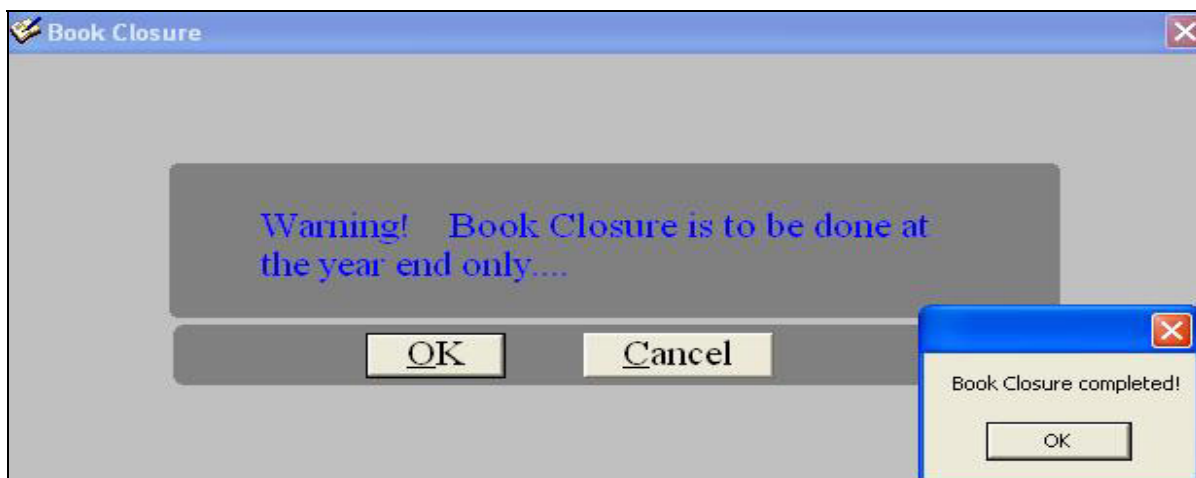 Book Closure
Warning! Book Closure is to be done at
the year end only....
OK
Cancel
Book Closure completed!
OK